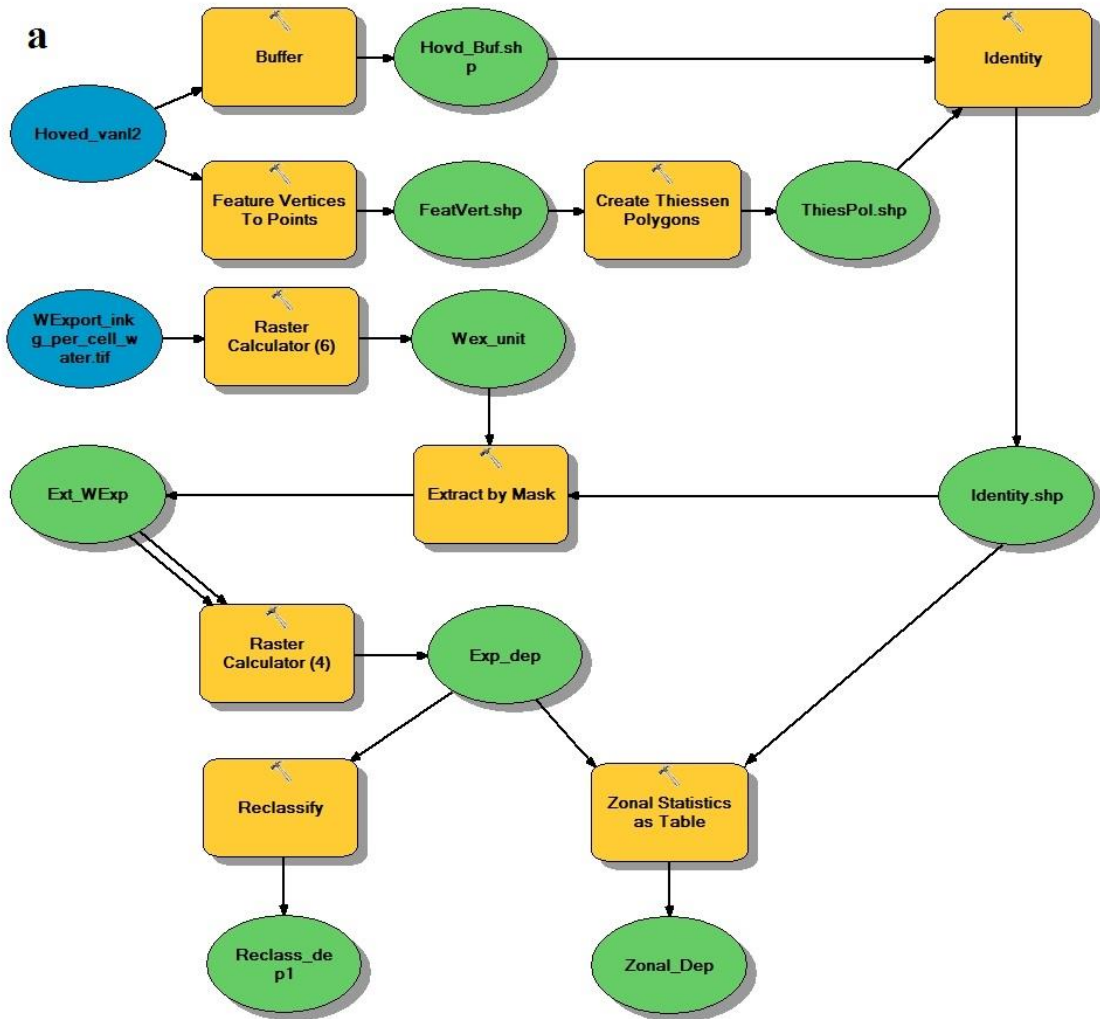 a
Buffer
Hovd_Buf.sh
p
Identity
Hoved_vanl2
Feature Vertices
To Points
FeatVert.shp
Create Thiessen
Polygons
ThiesPol.shp
WExport_ink
g_per_cell_w
ater.tif
Raster
Calculator (6)
Wex_unit
Ext_WExp
Extract by Mask
Identity.shp
Raster
Calculator (4)
Exp_dep
Reclassify
Zonal Statistics
as Table
Reclass_de
p1
Zonal_Dep